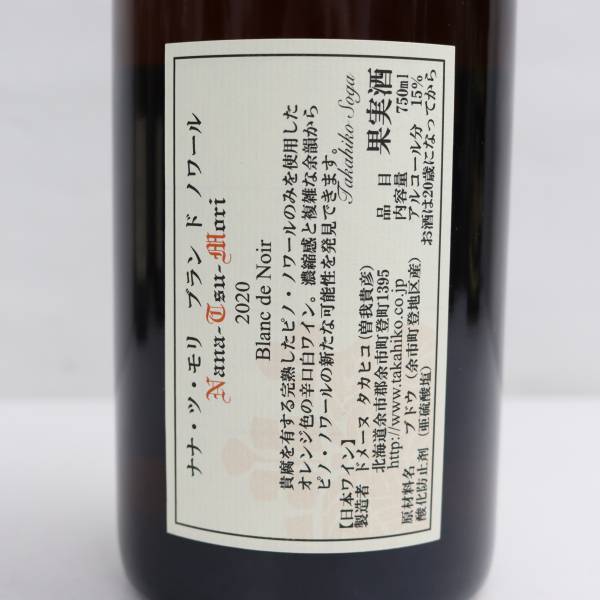 ナナ・ツ・モリ ブラン ド ノワール
Nana-Tsu-Mori
2020
Blanc de Noir
貴腐を有する完熟したピノ・ノワールのみを使用した
オレンジ色の辛口白ワイン。濃縮感と複雑な余韻から
ピノ・ノワールの新たな可能性を発見できます。
Takahiko Soga
【日本ワイン】
製造者 ドメーヌ タカヒコ(曽我貴彦)
北海道余市郡余市町登町1395
http://www.takahiko.co.jp
原材料名 ブドウ(余市町登地区産)
酸化防止剤(亜硫酸塩)
品目 果実酒
内容量 750ml
アルコール分 15%
お酒は20歳になってから